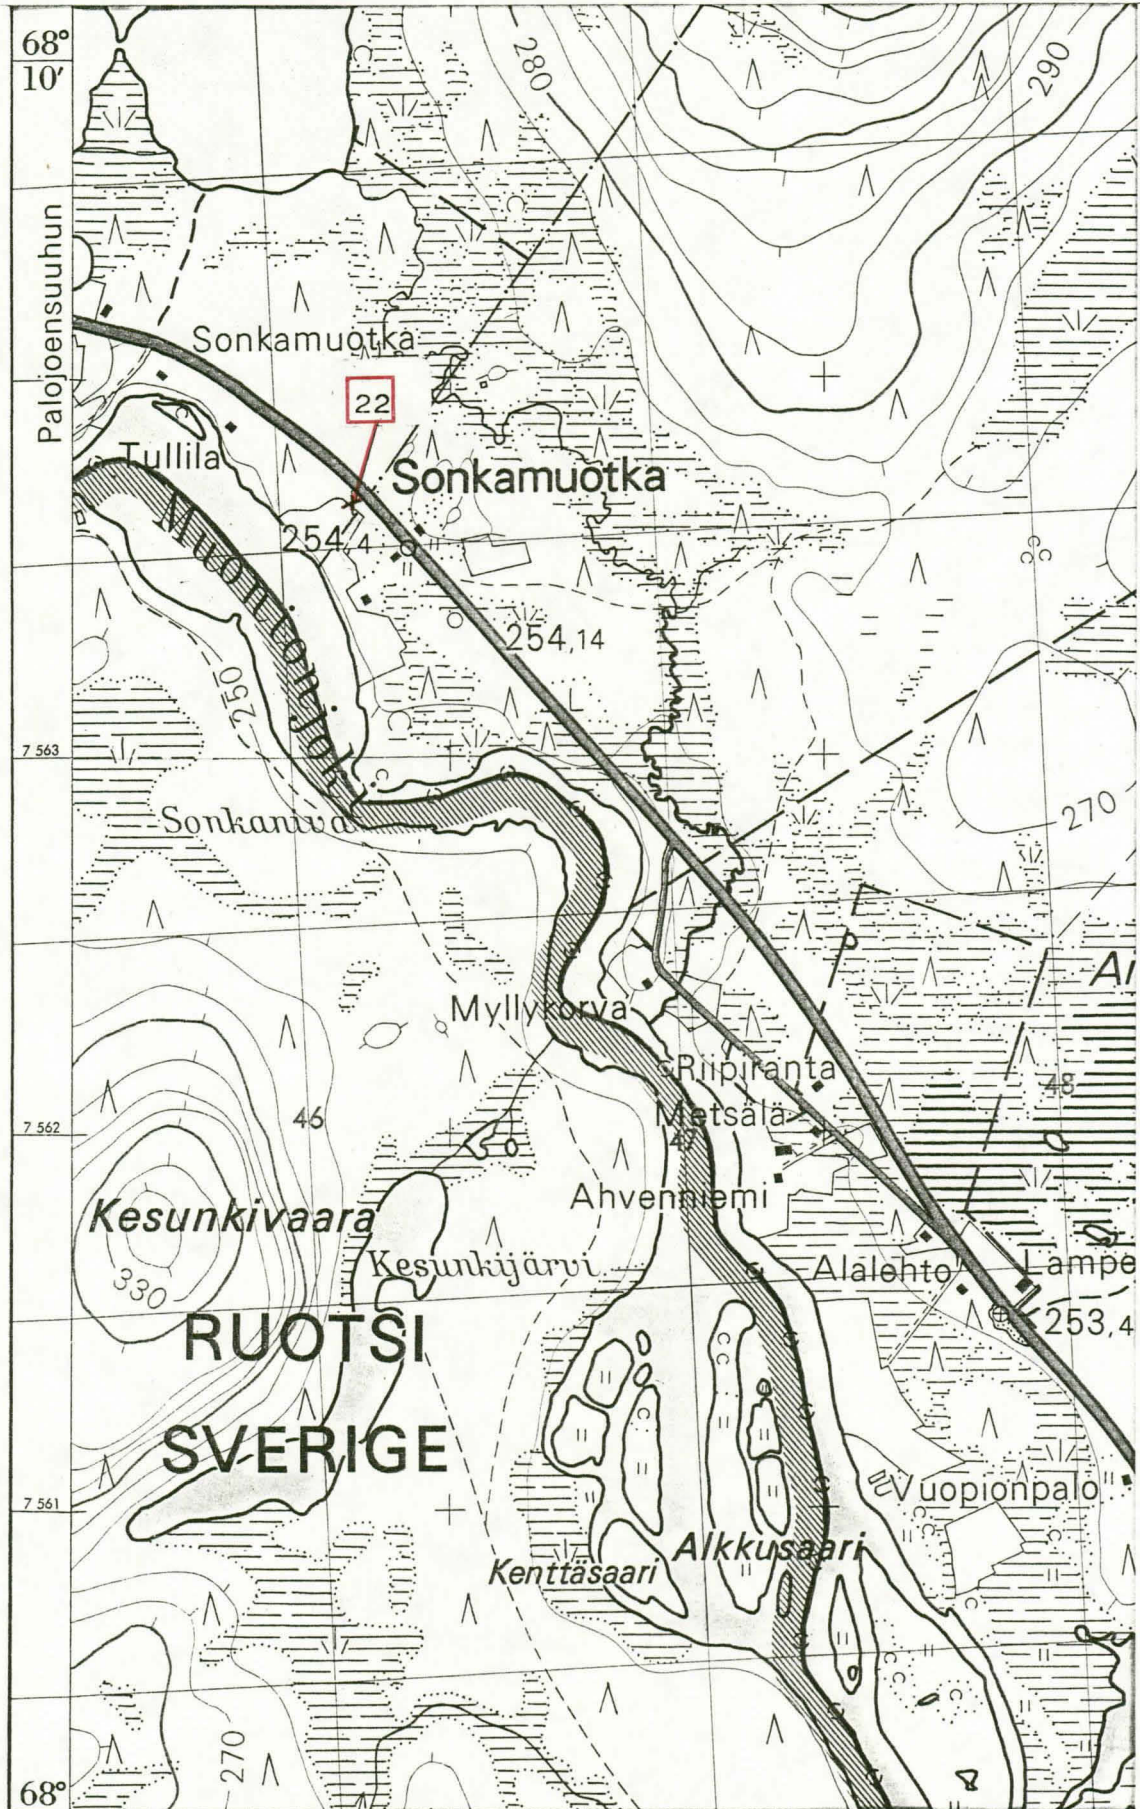 68°
10'
280
290
Palojoensuuhun
Sonkamuotka
22
Tullila
Sonkamuotka
254,4
Muonionjoki
254,14
250
7 563
270
Sonkaniva
Myllykorva
Riipiranta
48
46
Metsälä
7 562
47
Ahvenniemi
Kesunkivaara
Kesunkijärvi
Alalehto
Lampe
330
253,4
RUOTSI
SVERIGE
Vuopionpalo
7 561
Alkkusaari
Kenttäsaari
270
68°